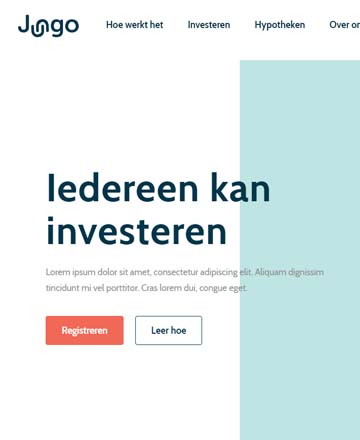 Jungo
Hoe werkt het Investeren Hypotheken Over
Iedereen kan
investeren
Lorem ipsum dolor sit amet, consectetur adipiscing elit. Aliquam dignissim
tincidunt mi vel porttitor. Cras lorem dui, congue eget.
Registreren Leer hoe